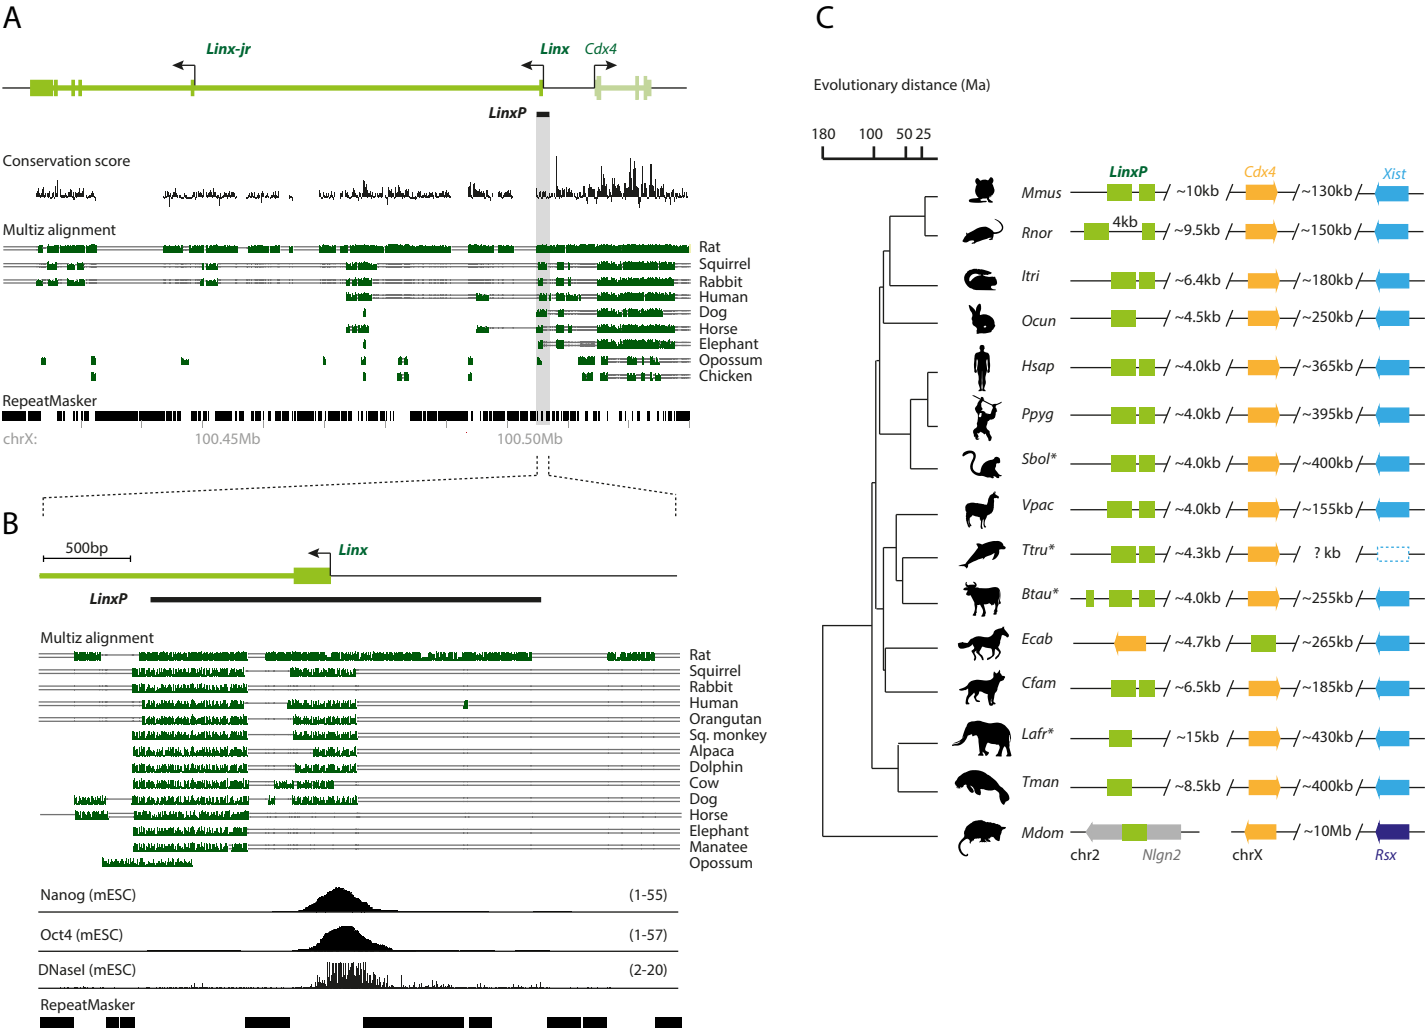 A
Linx-jr
Linx
Cdx4
LinxP
Conservation score
Multiz alignment
Rat
Squirrel
Rabbit
Human
Dog
Horse
Elephant
Opossum
Chicken
RepeatMasker
chrX:
100.45Mb
100.50Mb
B
500bp
Linx
LinxP
Multiz alignment
Rat
Squirrel
Rabbit
Human
Orangutan
Sq. monkey
Alpaca
Dolphin
Cow
Dog
Horse
Elephant
Manatee
Opossum
Nanog (mESC) (1-55)
Oct4 (mESC) (1-57)
DNaseI (mESC) (2-20)
RepeatMasker
C
Evolutionary distance (Ma)
180 100 50 25
LinxP Cdx4 Xist
Mmus ~10kb ~130kb
Rnor 4kb ~9.5kb ~150kb
Itri ~6.4kb ~180kb
Ocun ~4.5kb ~250kb
Hsap ~4.0kb ~365kb
Ppyg ~4.0kb ~395kb
Sbol* ~4.0kb ~400kb
Vpac ~4.0kb ~155kb
Ttru* ~4.3kb ? kb
Btau* ~4.0kb ~255kb
Ecab ~4.7kb ~265kb
Cfam ~6.5kb ~185kb
Lafr* ~15kb ~430kb
Tman ~8.5kb ~400kb
Mdom ~10Mb
chr2 Nlgn2 chrX Rsx